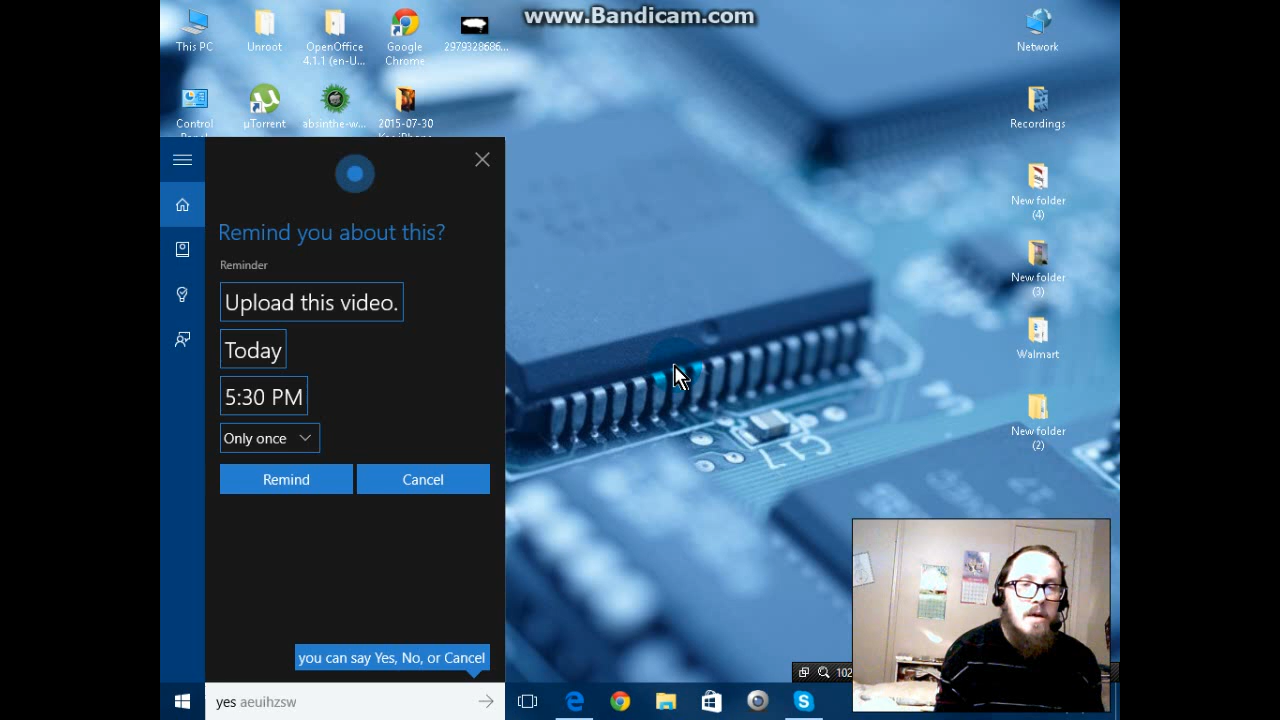 www.Bandicam.com
This PC
Unroot
OpenOffice
4.1.1 (en-U...
Google
Chrome
2979328686...
Network
Control
µTorrent
absinthe-w...
2015-07-30
Recordings
New folder
(4)
New folder
(3)
Walmart
New folder
(2)
Remind you about this?
Reminder
Upload this video.
Today
5:30 PM
Only once
Remind
Cancel
you can say Yes, No, or Cancel
yes aeuihzsw
C17
102